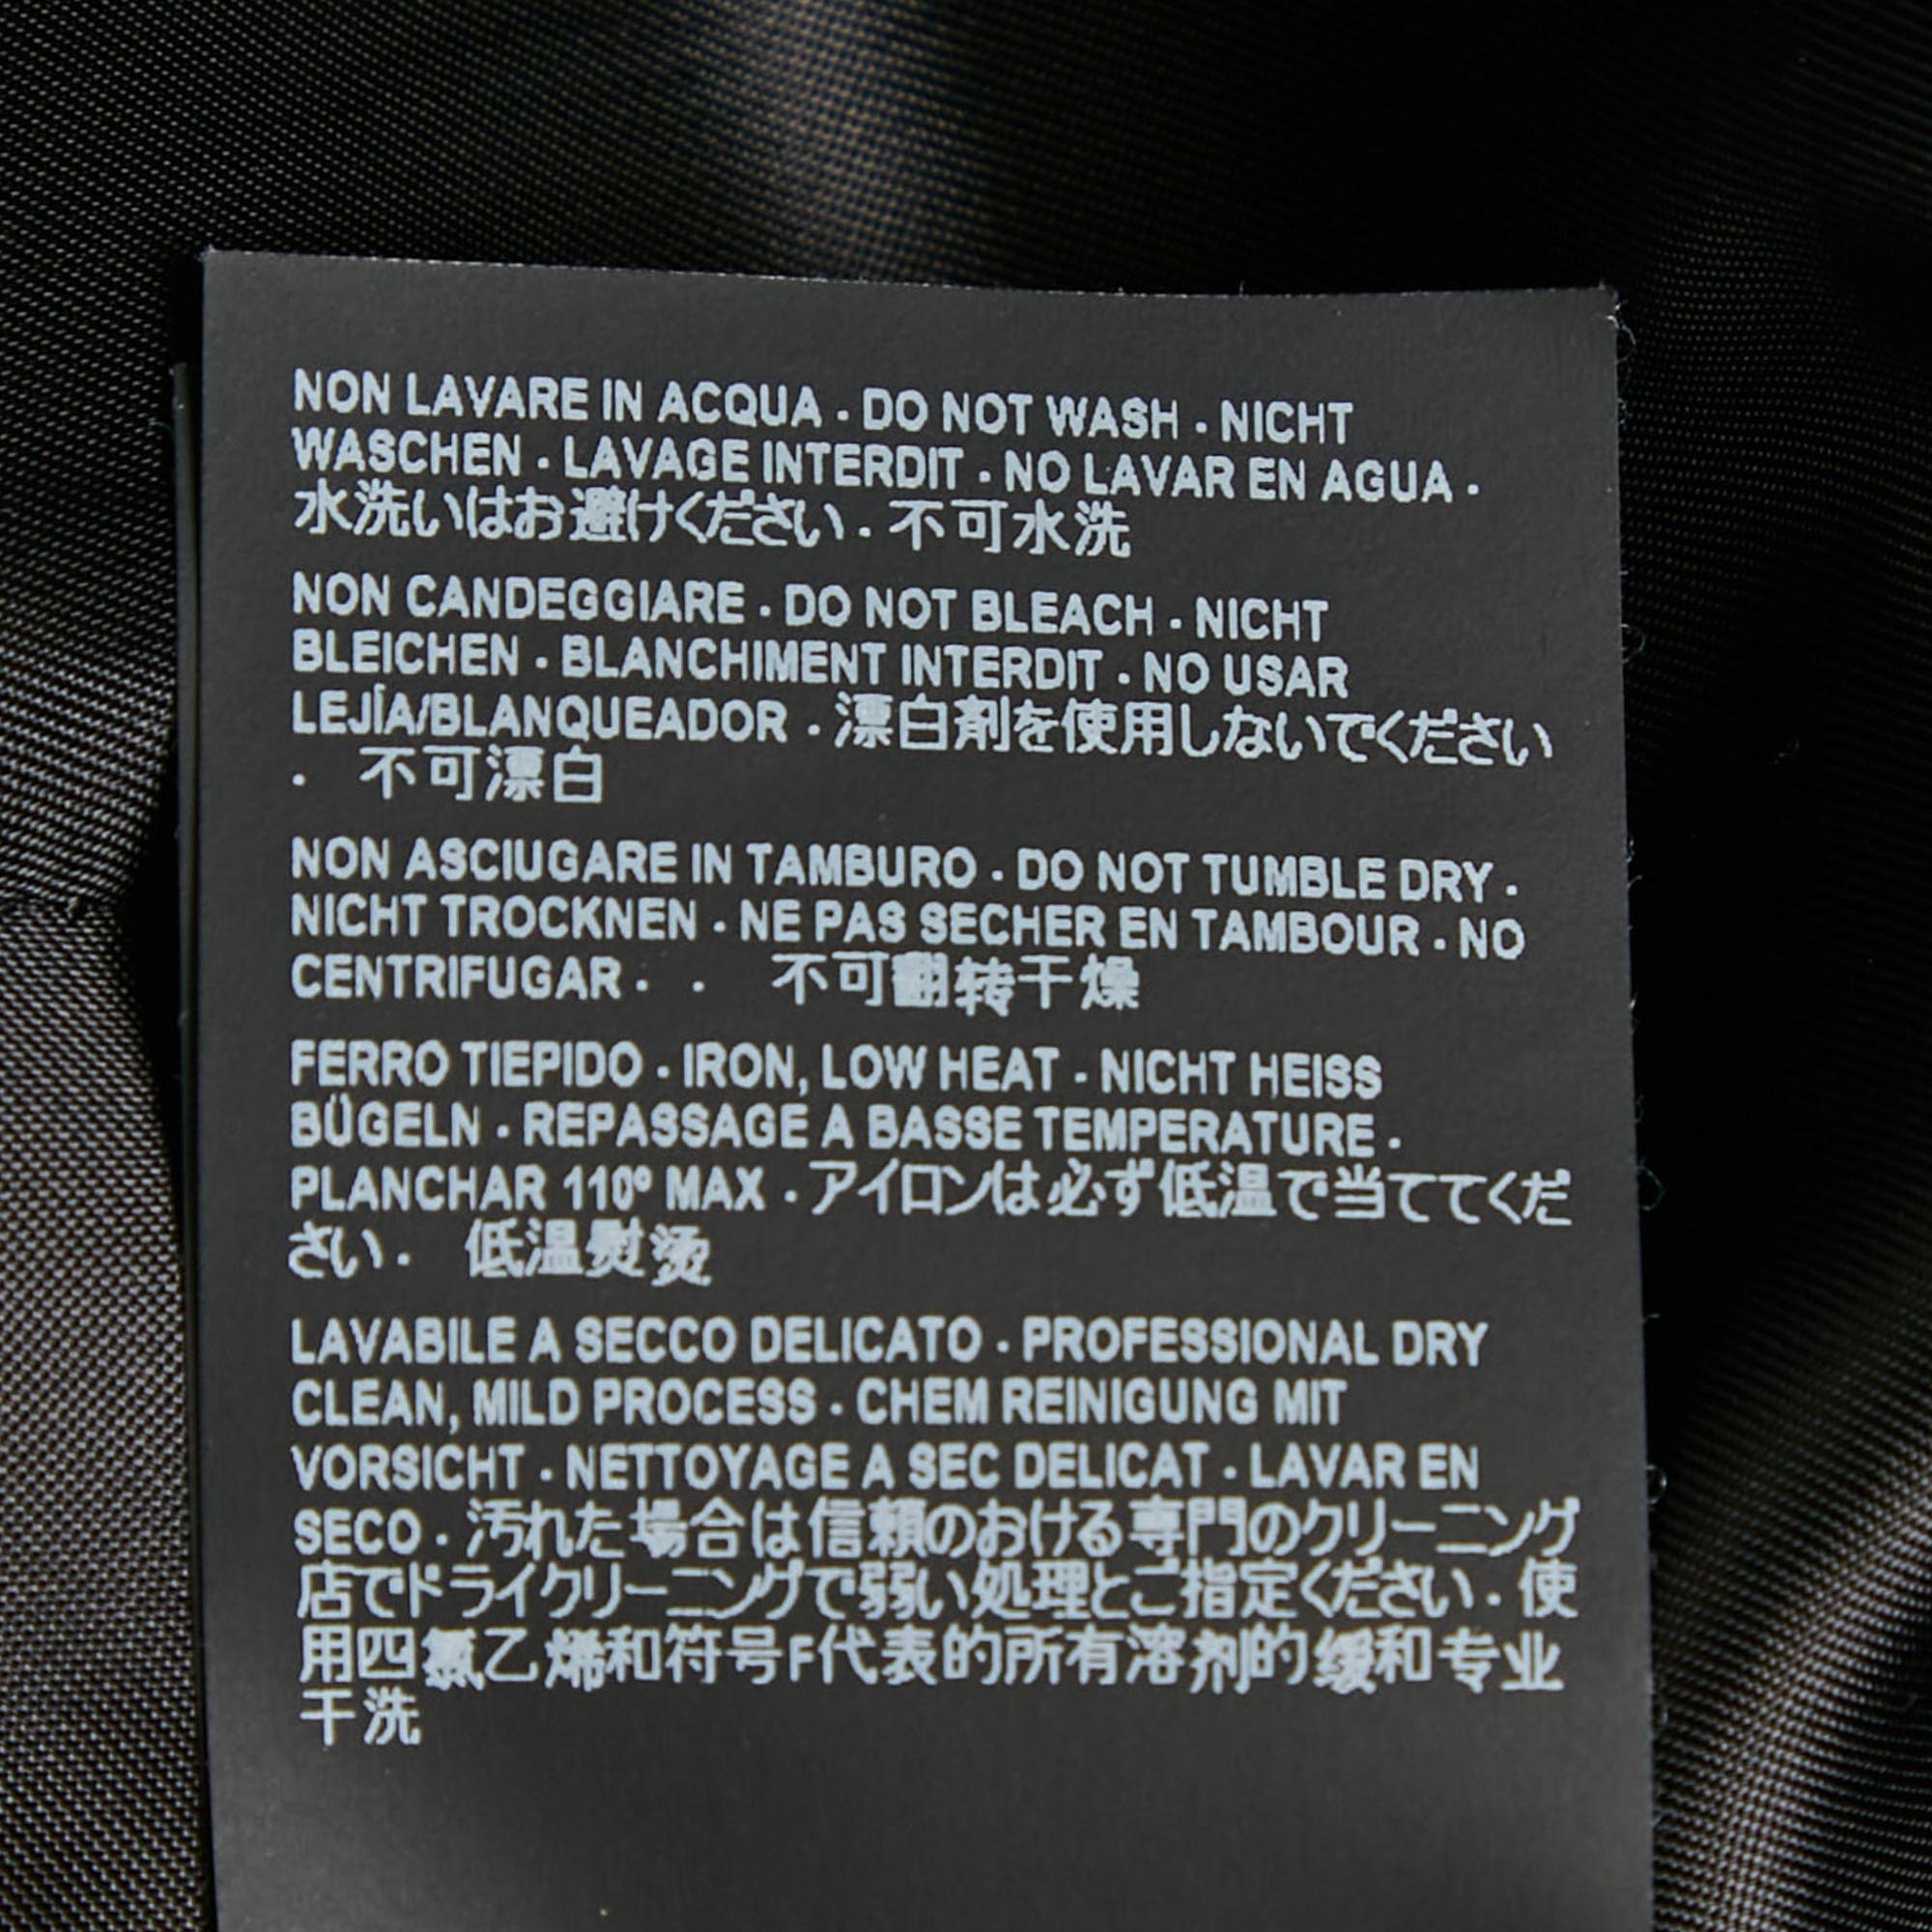 NON LAVARE IN ACQUA - DO NOT WASH - NICHT
WASCHEN - LAVAGE INTERDIT - NO LAVAR EN AGUA -
水洗いはお避けください - 不可水洗
NON CANDEGGIARE - DO NOT BLEACH - NICHT
BLEICHEN - BLANCHIMENT INTERDIT - NO USAR
LEJÍA/BLANQUEADOR - 漂白剤を使用しないでください
- 不可漂白
NON ASCIUGARE IN TAMBURO - DO NOT TUMBLE DRY -
NICHT TROCKNEN - NE PAS SECHER EN TAMBOUR - NO
CENTRIFUGAR - - 不可翻转干燥
FERRO TIEPIDO - IRON, LOW HEAT - NICHT HEISS
BÜGELN - REPASSAGE A BASSE TEMPERATURE -
PLANCHAR 110º MAX - アイロンは必ず低温で当ててくだ
さい - 低温熨烫
LAVABILE A SECCO DELICATO - PROFESSIONAL DRY
CLEAN, MILD PROCESS - CHEM REINIGUNG MIT
VORSICHT - NETTOYAGE A SEC DELICAT - LAVAR EN
SECO - 汚れた場合は信頼のおける専門のクリーニング
店でドライクリーニングで弱い処理とご指定ください - 使
用四氯乙烯和符号F代表的所有溶剂的缓和专业
干洗